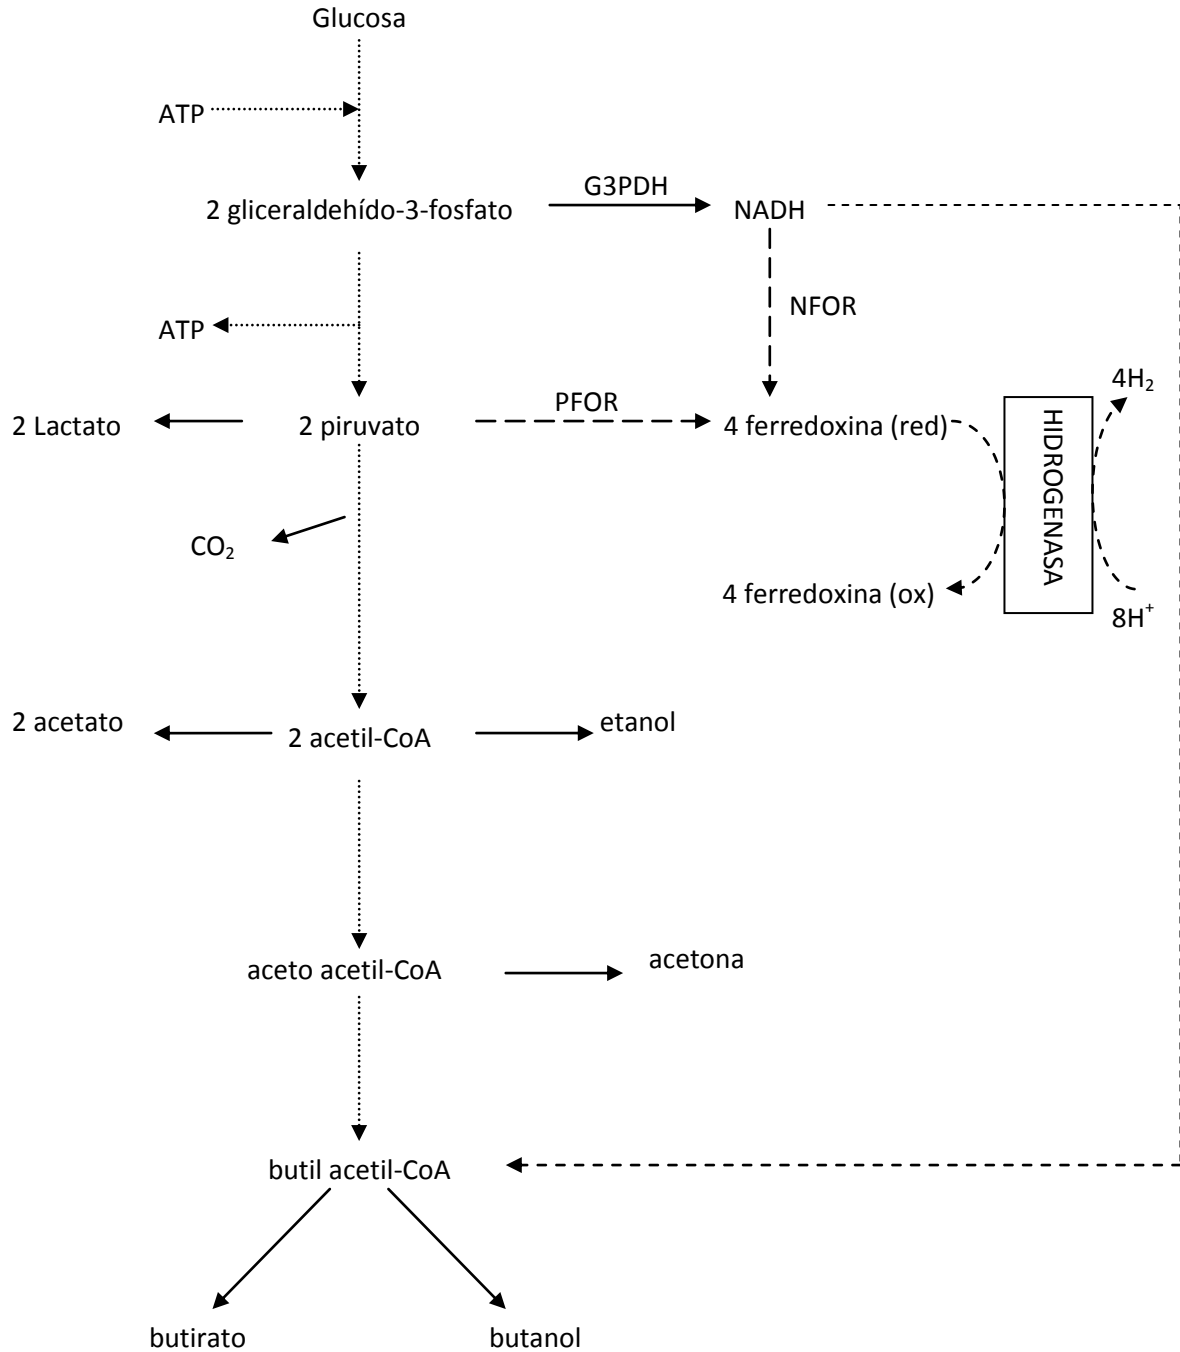 Glucosa
ATP
G3PDH
2 gliceraldehído-3-fosfato
NADH
NFOR
ATP
4H₂
PFOR
2 Lactato
2 piruvato
4 ferredoxina (red)
HIDROGENASA
CO₂
4 ferredoxina (ox)
8H⁺
2 acetato
2 acetil-CoA
etanol
aceto acetil-CoA
acetona
butil acetil-CoA
butirato
butanol